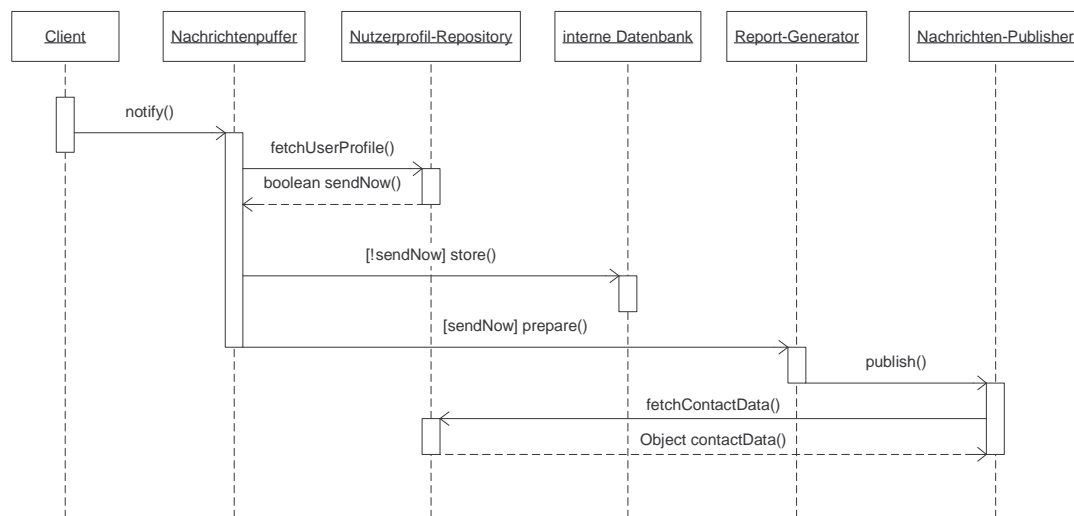 Client
Nachrichtenpuffer
Nutzerprofil-Repository
interne Datenbank
Report-Generator
Nachrichten-Publisher
notify()
fetchUserProfile()
boolean sendNow()
[!sendNow] store()
[sendNow] prepare()
publish()
fetchContactData()
Object contactData()